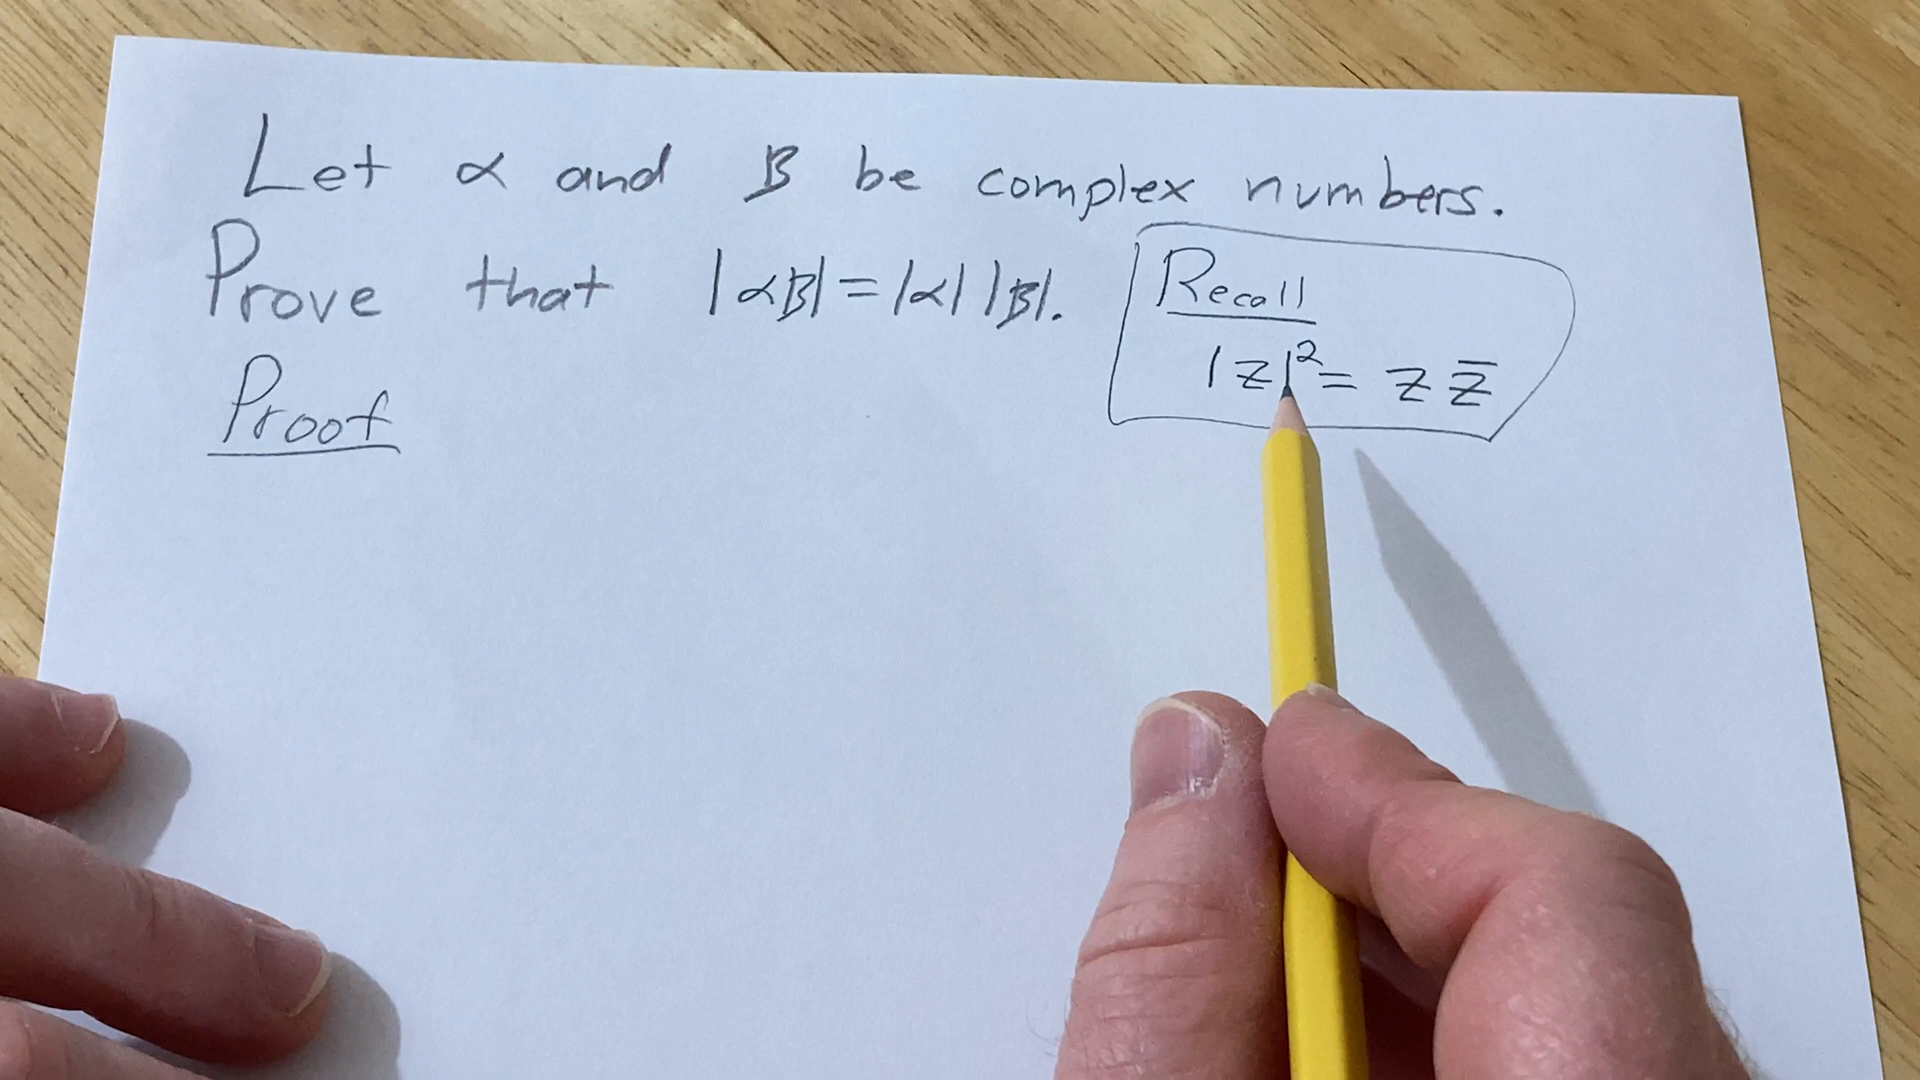 Let α and β be complex numbers.
Prove that |αβ| = |α| |β|.
Recall
|z|² = z z̅
Proof